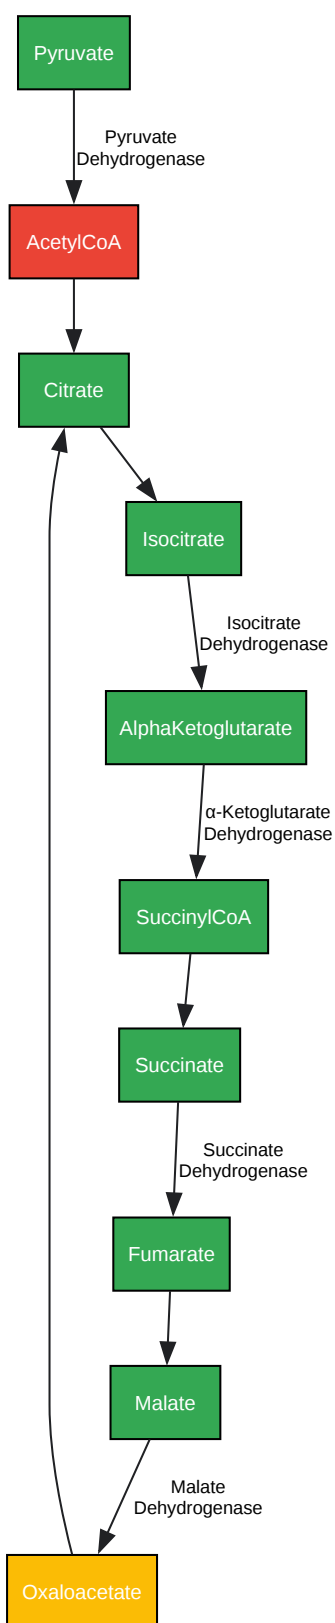 Pyruvate
Pyruvate
Dehydrogenase
AcetylCoA
Citrate
Isocitrate
Isocitrate
Dehydrogenase
AlphaKetoglutarate
α-Ketoglutarate
Dehydrogenase
SuccinylCoA
Succinate
Succinate
Dehydrogenase
Fumarate
Malate
Malate
Dehydrogenase
Oxaloacetate